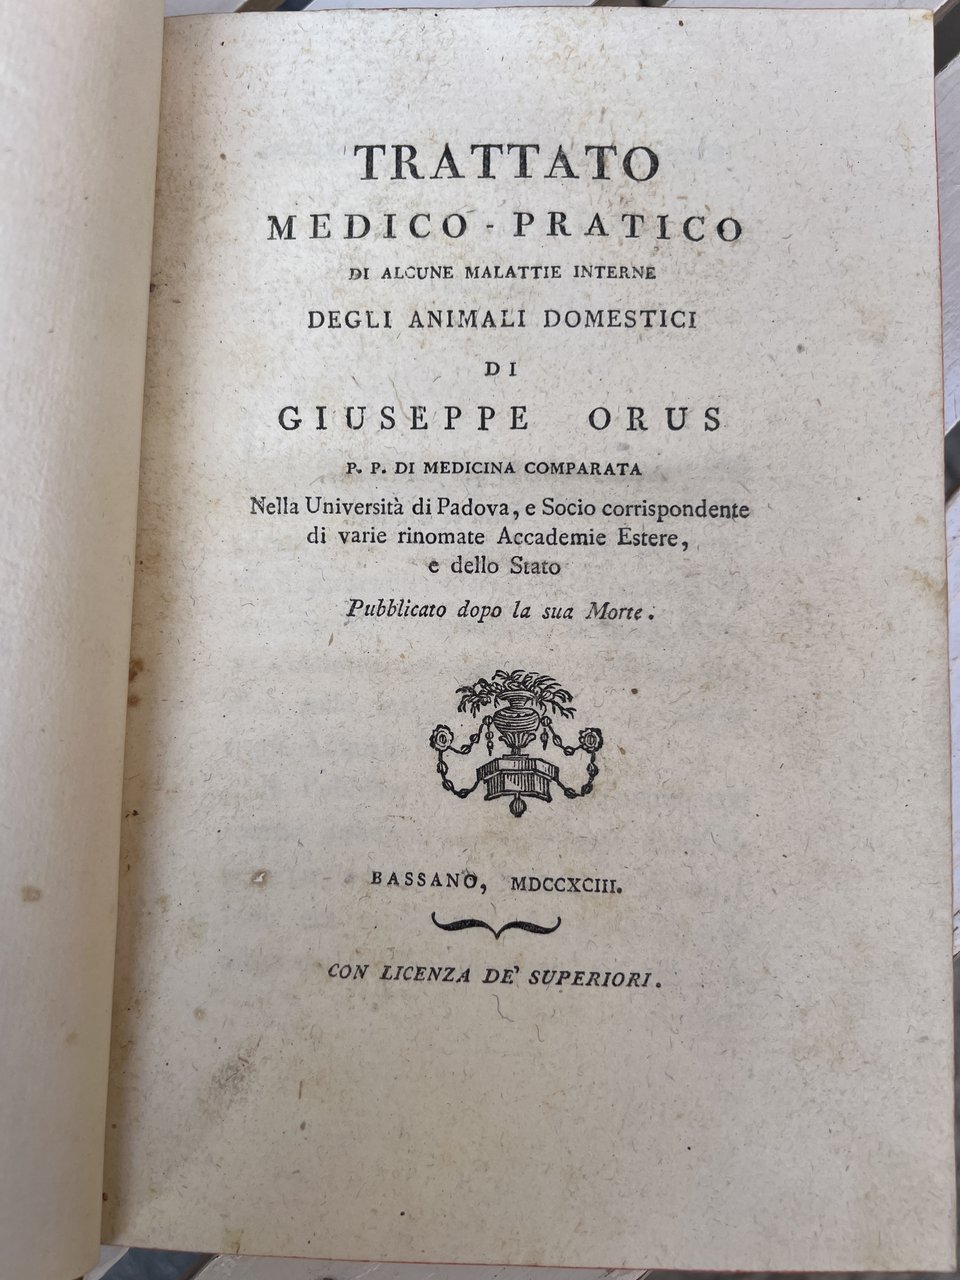 TRATTATO
MEDICO-PRATICO
DI ALCUNE MALATTIE INTERNE
DEGLI ANIMALI DOMESTICI
DI
GIUSEPPE ORUS
P. P. DI MEDICINA COMPARATA
Nella Università di Padova, e Socio corrispondente
di varie rinomate Accademie Estere,
e dello Stato
Pubblicato dopo la sua Morte.
BASSANO, MDCCXCIII.
CON LICENZA DE' SUPERIORI.